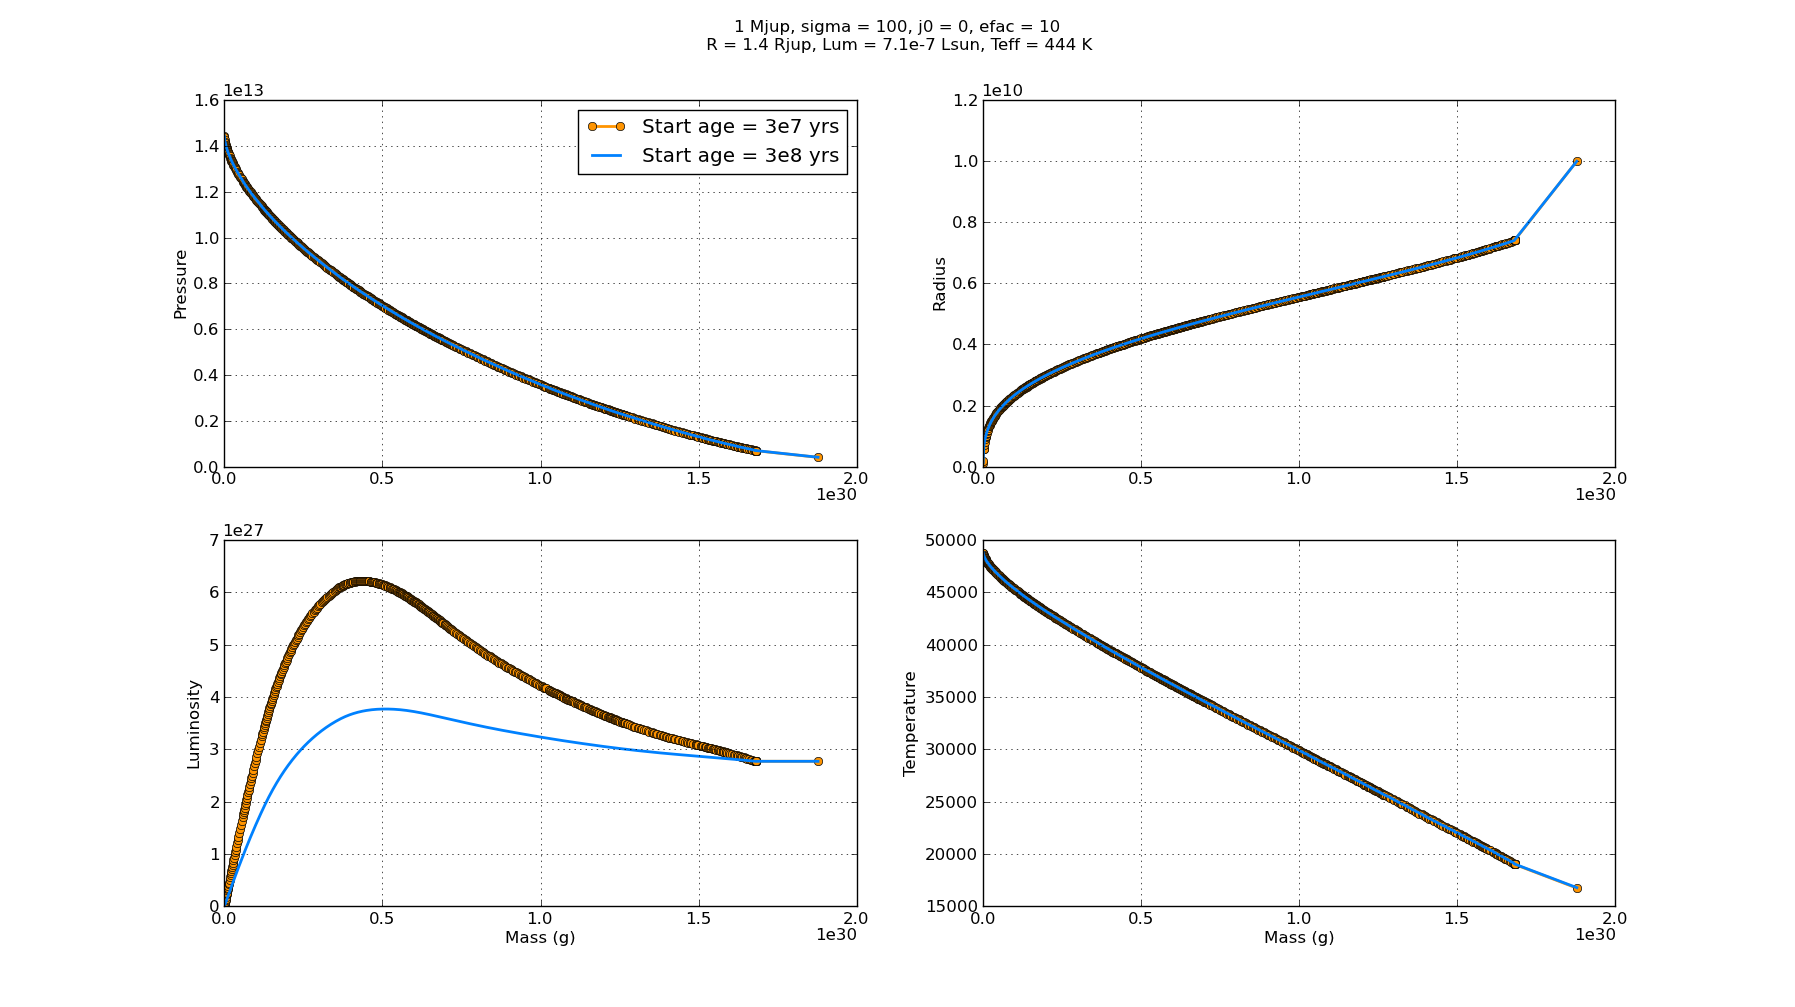 1 Mjup, sigma = 100, j0 = 0, efac = 10
R = 1.4 Rjup, Lum = 7.1e-7 Lsun, Teff = 444 K
1e13
1.6
1.4
1.2
1.0
0.8
0.6
0.4
0.2
0.0
Pressure
Start age = 3e7 yrs
Start age = 3e8 yrs
0.0 0.5 1.0 1.5 2.0
1e30
1e10
1.2
1.0
0.8
0.6
0.4
0.2
0.0
Radius
0.0 0.5 1.0 1.5 2.0
1e30
1e27
7
6
5
4
3
2
1
0
Luminosity
0.0 0.5 1.0 1.5 2.0
Mass (g)
1e30
50000
45000
40000
35000
30000
25000
20000
15000
Temperature
0.0 0.5 1.0 1.5 2.0
Mass (g)
1e30